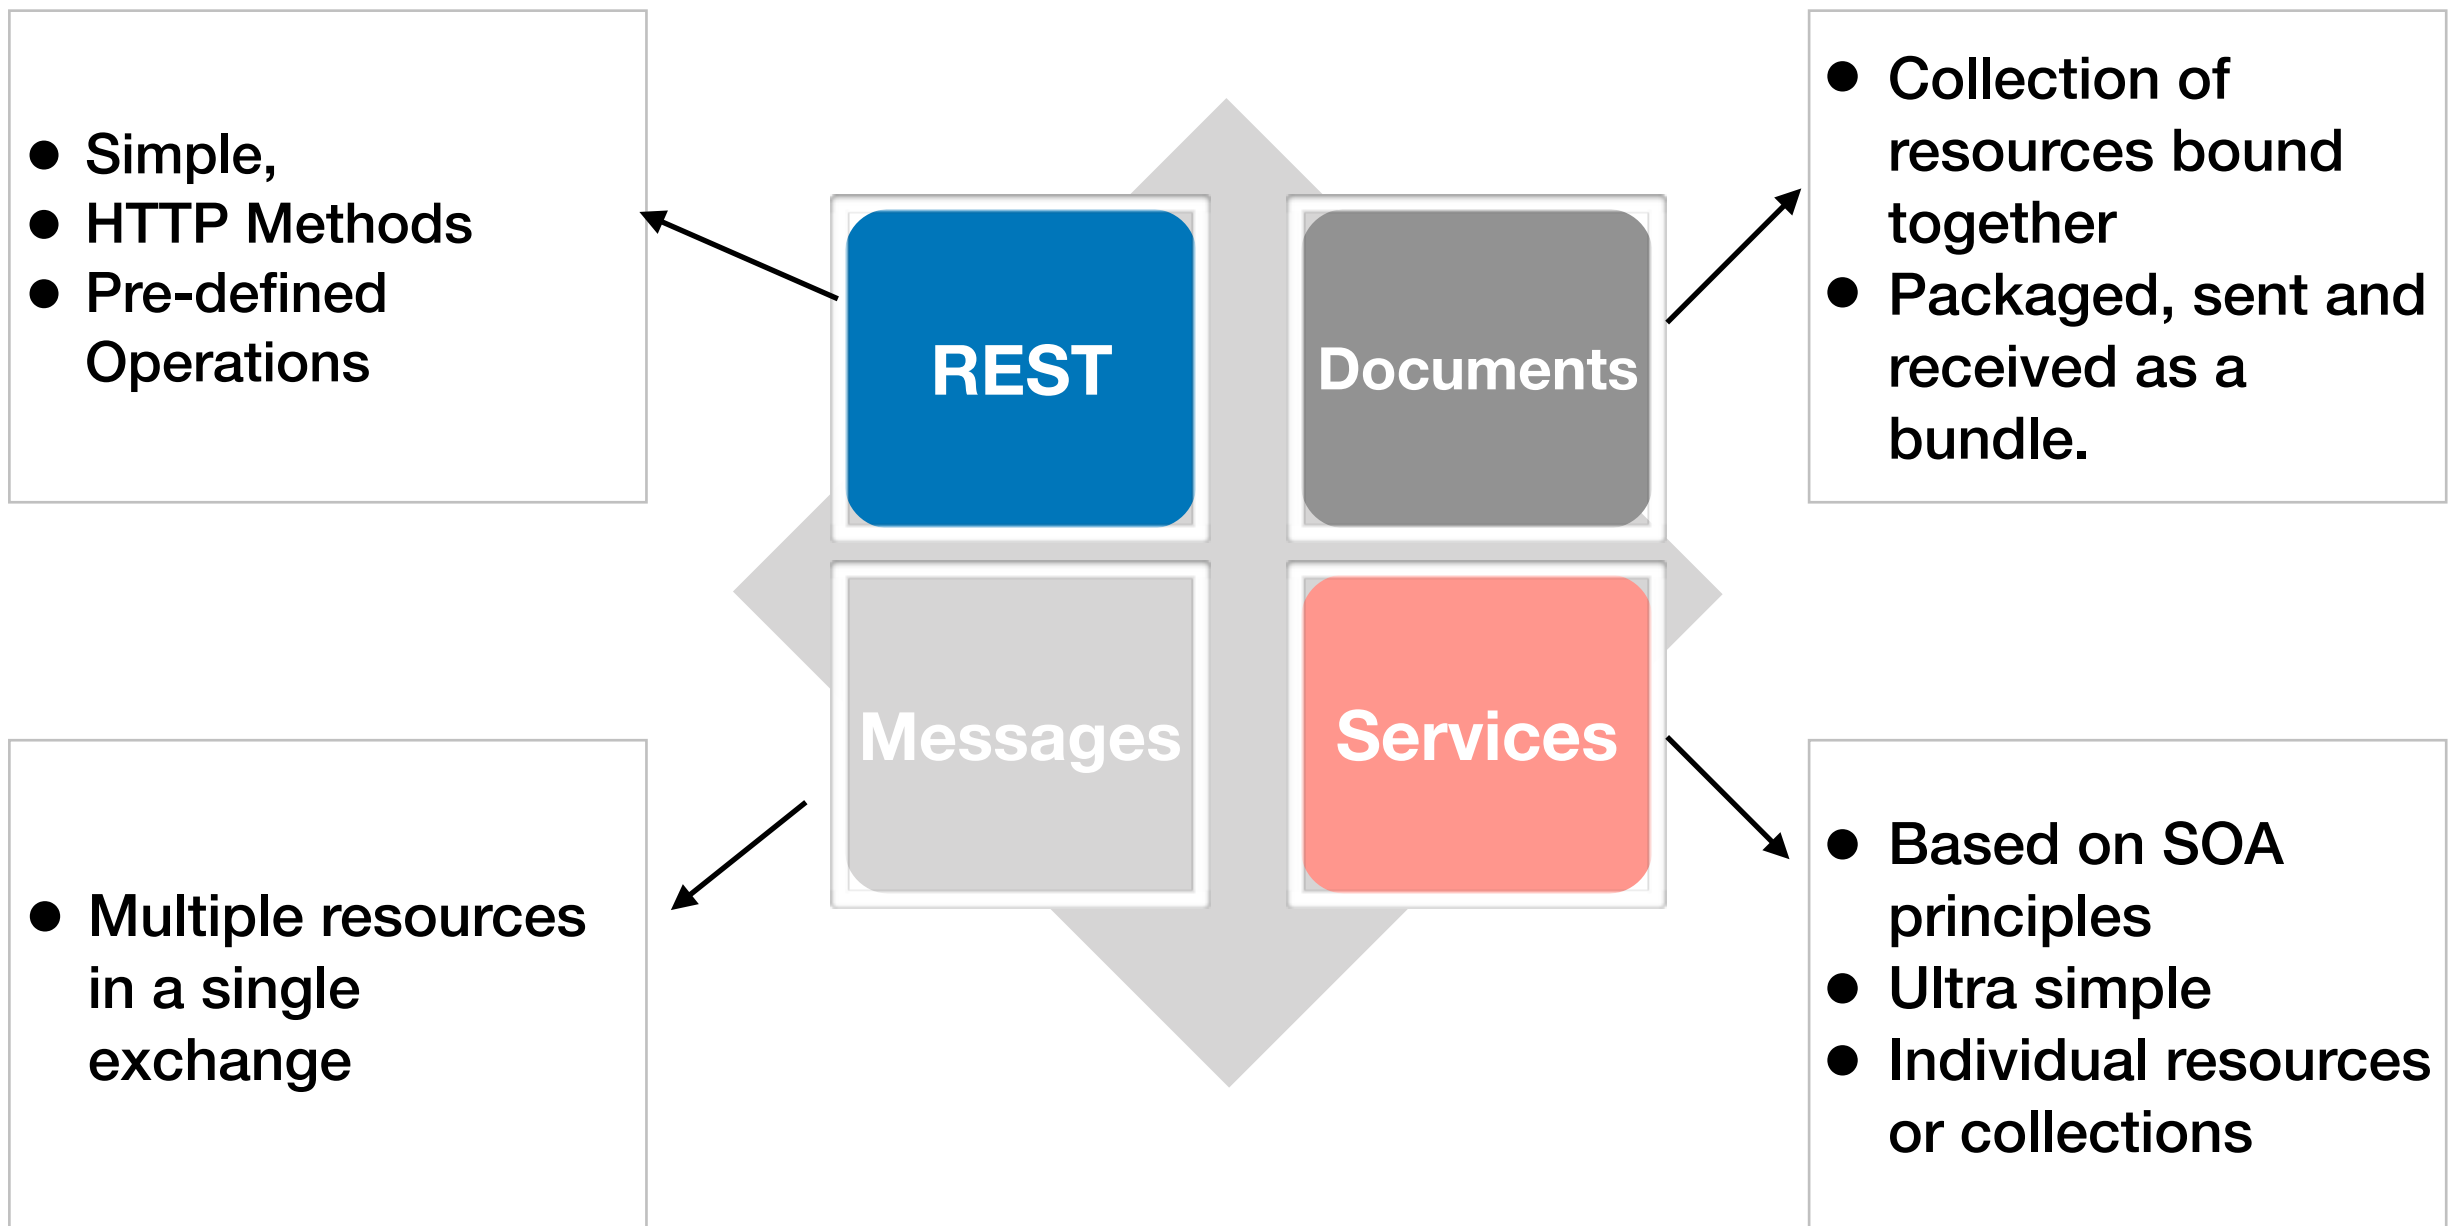 Simple,
HTTP Methods
Pre-defined
Operations
REST
Documents
Collection of
resources bound
together
Packaged, sent and
received as a
bundle.
Messages
Services
Multiple resources
in a single
exchange
Based on SOA
principles
Ultra simple
Individual resources
or collections